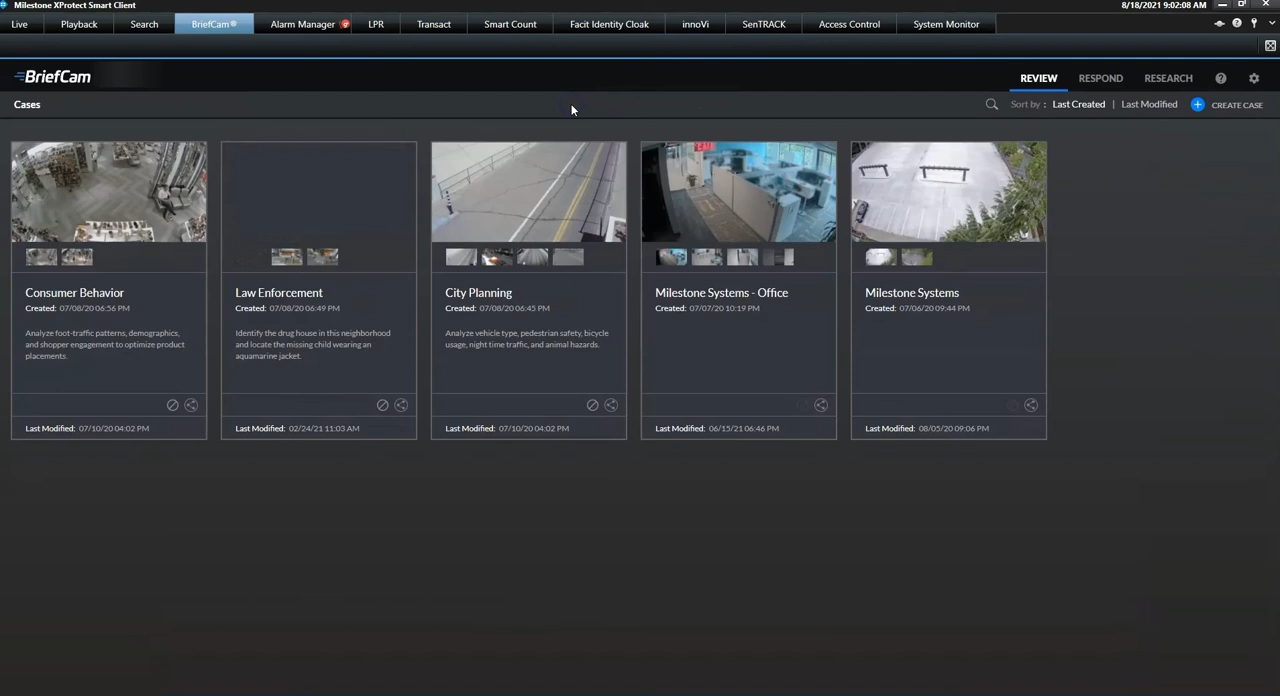 Milestone XProtect Smart Client
8/18/2021 9:02:08 AM
Live
Playback
Search
BriefCam
Alarm Manager
LPR
Transact
Smart Count
Facit Identity Cloak
innoVi
SenTRACK
Access Control
System Monitor
BriefCam
REVIEW
RESPOND
RESEARCH
Cases
Sort by : Last Created | Last Modified
CREATE CASE
Consumer Behavior
Created: 07/08/20 06:56 PM
Analyze foot-traffic patterns, demographics,
and shopper engagement to optimize product
placements.
Last Modified: 07/10/20 04:02 PM
Law Enforcement
Created: 07/08/20 06:49 PM
Identify the drug house in this neighborhood
and locate the missing child wearing an
aquamarine jacket.
Last Modified: 02/24/21 11:03 AM
City Planning
Created: 07/08/20 06:45 PM
Analyze vehicle type, pedestrian safety, bicycle
usage, night time traffic, and animal hazards.
Last Modified: 07/10/20 04:02 PM
EXIT
Milestone Systems - Office
Created: 07/07/20 10:19 PM
Last Modified: 06/15/21 06:46 PM
Milestone Systems
Created: 07/06/20 09:44 PM
Last Modified: 08/05/20 09:06 PM